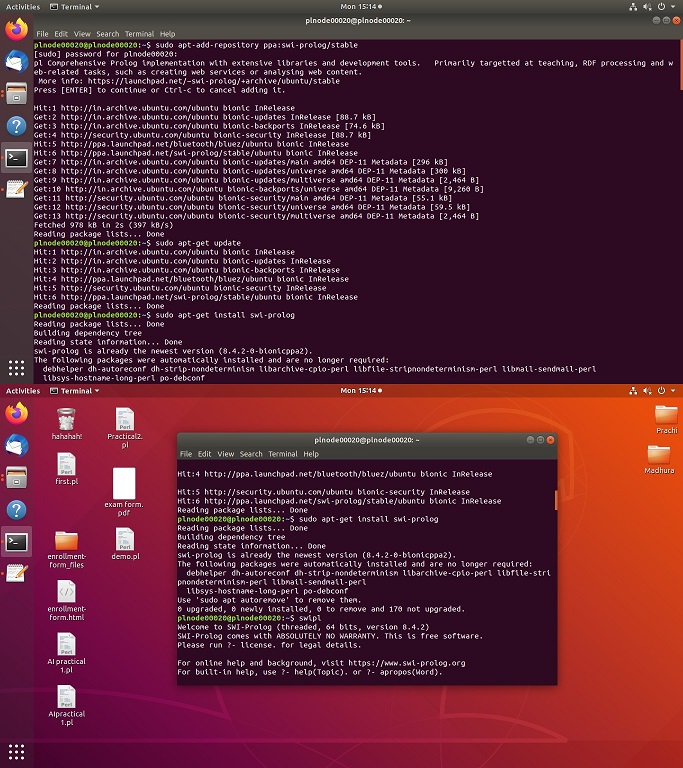 Activities Terminal Mon 15:14
plnode00020@plnode00020: ~
File Edit View Search Terminal Help
plnode00020@plnode00020:~$ sudo apt-add-repository ppa:swi-prolog/stable
[sudo] password for plnode00020:
pl Comprehensive Prolog implementation with extensive libraries and development tools.   Primarily targetted at teaching, RDF processing and w
eb-related tasks, such as creating web services or analysing web content.
 More info: https://launchpad.net/~swi-prolog/+archive/ubuntu/stable
Press [ENTER] to continue or Ctrl-c to cancel adding it.
Hit:1 http://in.archive.ubuntu.com/ubuntu bionic InRelease
Get:2 http://in.archive.ubuntu.com/ubuntu bionic-updates InRelease [88.7 kB]
Get:3 http://in.archive.ubuntu.com/ubuntu bionic-backports InRelease [74.6 kB]
Get:4 http://security.ubuntu.com/ubuntu bionic-security InRelease [88.7 kB]
Hit:5 http://ppa.launchpad.net/bluetooth/bluez/ubuntu bionic InRelease
Hit:6 http://ppa.launchpad.net/swi-prolog/stable/ubuntu bionic InRelease
Get:7 http://in.archive.ubuntu.com/ubuntu bionic-updates/main amd64 DEP-11 Metadata [296 kB]
Get:8 http://in.archive.ubuntu.com/ubuntu bionic-updates/universe amd64 DEP-11 Metadata [300 kB]
Get:9 http://in.archive.ubuntu.com/ubuntu bionic-updates/multiverse amd64 DEP-11 Metadata [2,464 B]
Get:10 http://in.archive.ubuntu.com/ubuntu bionic-backports/universe amd64 DEP-11 Metadata [9,260 B]
Get:11 http://security.ubuntu.com/ubuntu bionic-security/main amd64 DEP-11 Metadata [55.1 kB]
Get:12 http://security.ubuntu.com/ubuntu bionic-security/universe amd64 DEP-11 Metadata [59.5 kB]
Get:13 http://security.ubuntu.com/ubuntu bionic-security/multiverse amd64 DEP-11 Metadata [2,464 B]
Fetched 978 kB in 2s (397 kB/s)
Reading package lists... Done
plnode00020@plnode00020:~$ sudo apt-get update
Hit:1 http://in.archive.ubuntu.com/ubuntu bionic InRelease
Hit:2 http://in.archive.ubuntu.com/ubuntu bionic-updates InRelease
Hit:3 http://in.archive.ubuntu.com/ubuntu bionic-backports InRelease
Hit:4 http://ppa.launchpad.net/bluetooth/bluez/ubuntu bionic InRelease
Hit:5 http://security.ubuntu.com/ubuntu bionic-security InRelease
Hit:6 http://ppa.launchpad.net/swi-prolog/stable/ubuntu bionic InRelease
Reading package lists... Done
plnode00020@plnode00020:~$ sudo apt-get install swi-prolog
Reading package lists... Done
Building dependency tree
Reading state information... Done
swi-prolog is already the newest version (8.4.2-0-bionicppa2).
The following packages were automatically installed and are no longer required:
  debhelper dh-autoreconf dh-strip-nondeterminism libarchive-cpio-perl libfile-stripnondeterminism-perl libmail-sendmail-perl
  libsys-hostname-long-perl po-debconf
Activities Terminal Mon 15:14
hahahah!
Practical2.
pl
Prachi
first.pl
exam form.
pdf
Madhura
enrollment-
form_files
demo.pl
enrollment-
form.html
AI practical
1.pl
AIpractical
1.pl
plnode00020@plnode00020: ~
File Edit View Search Terminal Help
Hit:4 http://ppa.launchpad.net/bluetooth/bluez/ubuntu bionic InRelease
Hit:5 http://security.ubuntu.com/ubuntu bionic-security InRelease
Hit:6 http://ppa.launchpad.net/swi-prolog/stable/ubuntu bionic InRelease
Reading package lists... Done
plnode00020@plnode00020:~$ sudo apt-get install swi-prolog
Reading package lists... Done
Building dependency tree
Reading state information... Done
swi-prolog is already the newest version (8.4.2-0-bionicppa2).
The following packages were automatically installed and are no longer required:
  debhelper dh-autoreconf dh-strip-nondeterminism libarchive-cpio-perl libfile-stri
pnondeterminism-perl libmail-sendmail-perl
  libsys-hostname-long-perl po-debconf
Use 'sudo apt autoremove' to remove them.
0 upgraded, 0 newly installed, 0 to remove and 170 not upgraded.
plnode00020@plnode00020:~$ swipl
Welcome to SWI-Prolog (threaded, 64 bits, version 8.4.2)
SWI-Prolog comes with ABSOLUTELY NO WARRANTY. This is free software.
Please run ?- license. for legal details.
For online help and background, visit https://www.swi-prolog.org
For built-in help, use ?- help(Topic). or ?- apropos(Word).